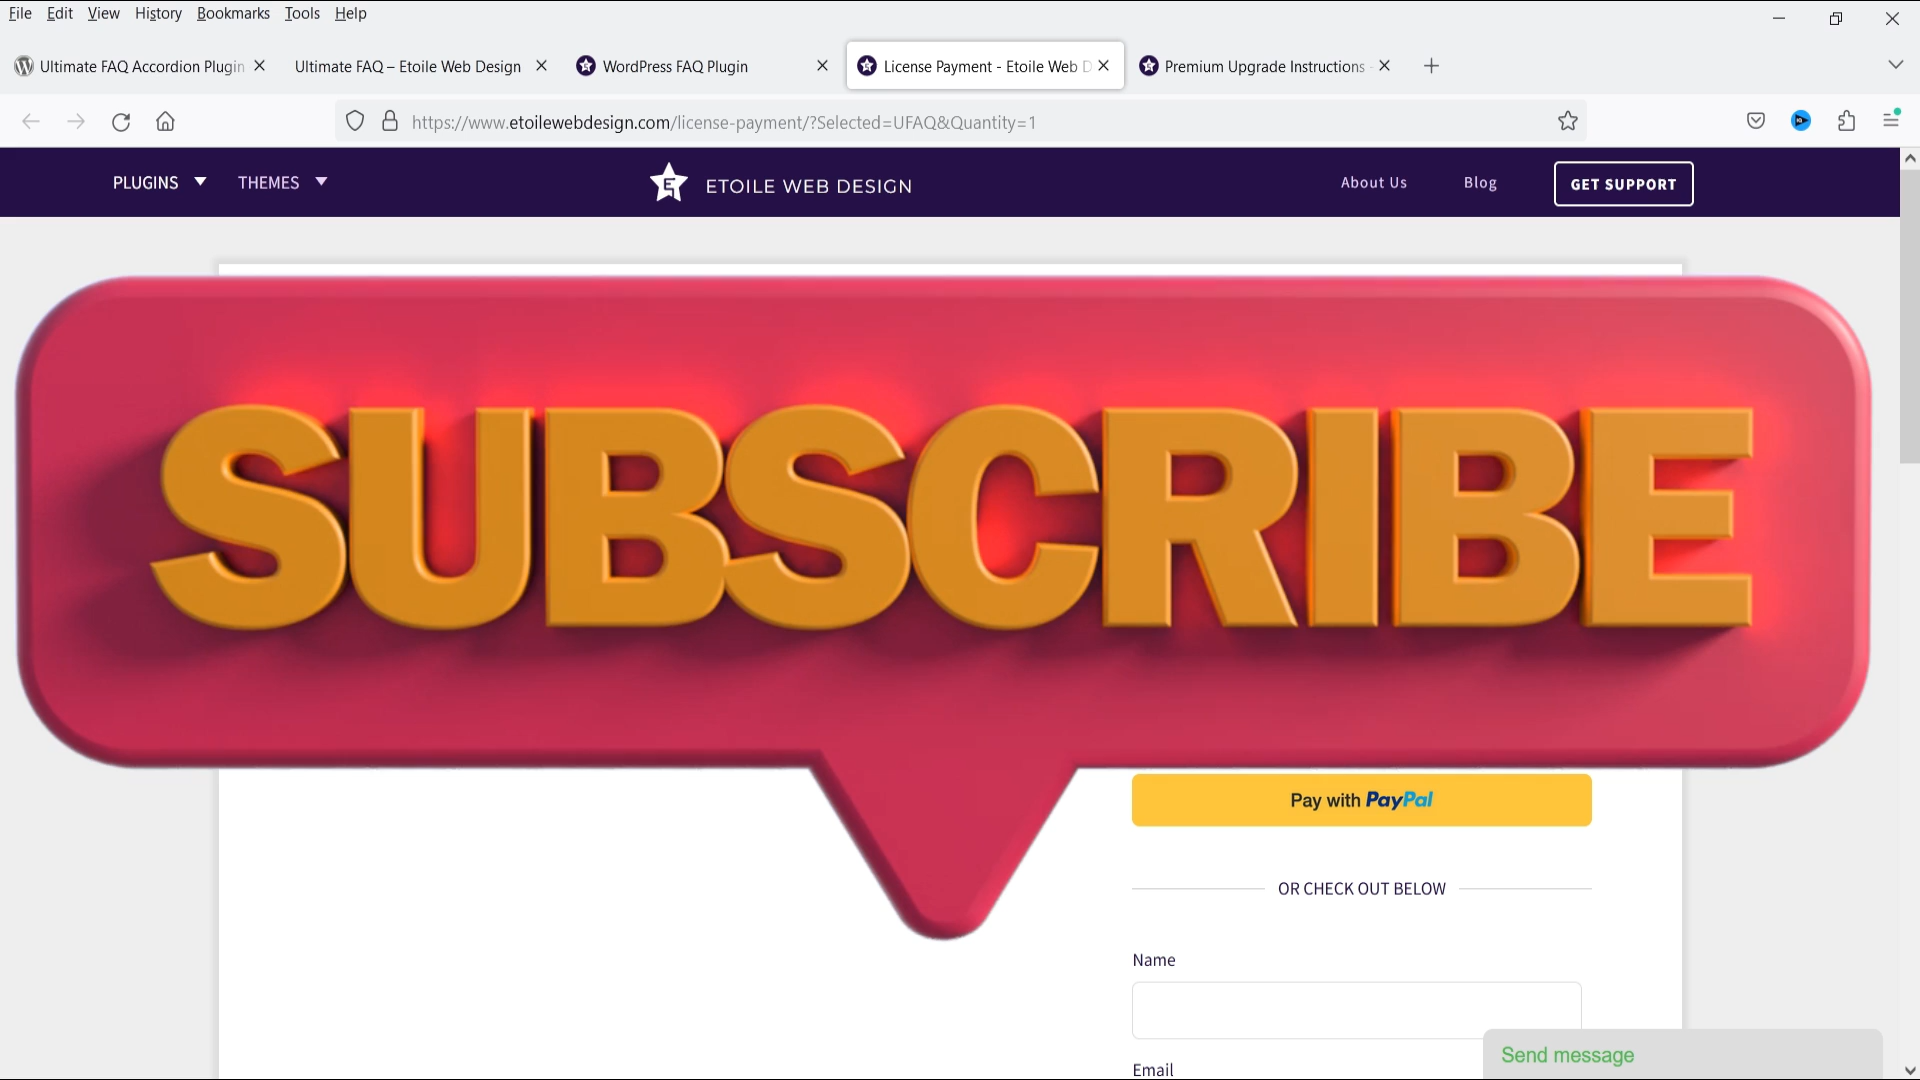 File Edit View History Bookmarks Tools Help
Ultimate FAQ Accordion Plugin Ultimate FAQ – Etoile Web Design WordPress FAQ Plugin License Payment - Etoile Web D Premium Upgrade Instructions -
https://www.etoilewebdesign.com/license-payment/?Selected=UFAQ&Quantity=1
PLUGINS THEMES ETOILE WEB DESIGN About Us Blog GET SUPPORT
SUBSCRIBE
Pay with PayPal
OR CHECK OUT BELOW
Name
Send message
Email